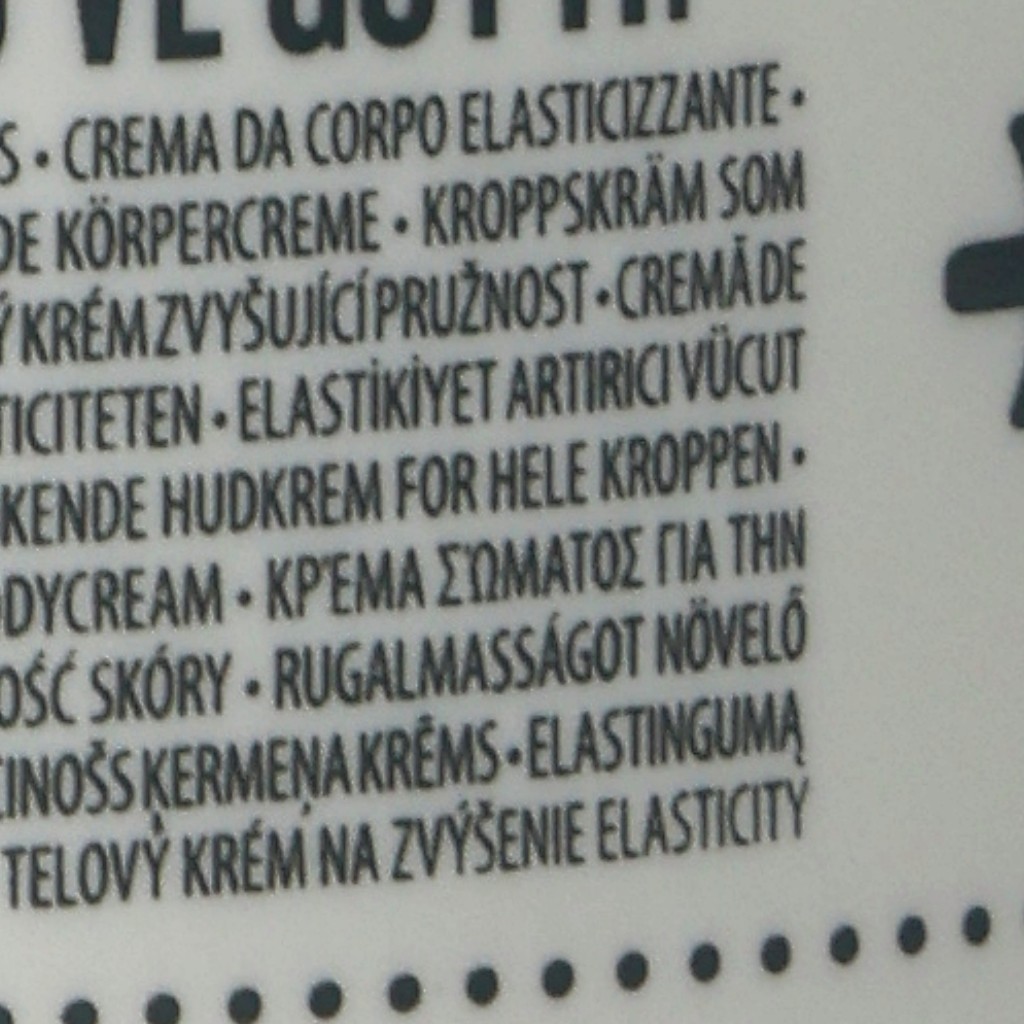 S • CREMA DA CORPO ELASTICIZZANTE •
DE KÖRPERCREME • KROPPSKRÄM SOM
Ý KRÉM ZVYŠUJÍCÍ PRUŽNOST • CREMĂ DE
TICITETEN • ELASTİKİYET ARTIRICI VÜCUT
KENDE HUDKREM FOR HELE KROPPEN •
ODYCREAM • ΚΡΈΜΑ ΣΏΜΑΤΟΣ ΓΙΑ ΤΗΝ
OŚĆ SKÓRY • RUGALMASSÁGOT NÖVELŐ
CINOŠS ĶERMEŅA KRĒMS • ELASTINGUMĄ
TELOVÝ KRÉM NA ZVÝŠENIE ELASTICITY